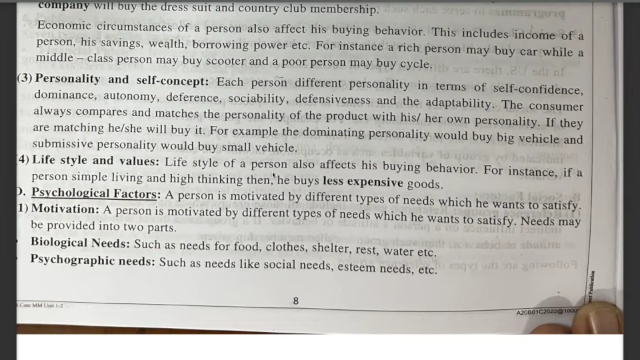 company will buy the dress suit and country club membership.
Economic circumstances of a person also affect his buying behavior. This includes income of a
person, his savings, wealth, borrowing power etc. For instance a rich person may buy car while a
middle – class person may buy scooter and a poor person may buy cycle.
(3) Personality and self-concept: Each person different personality in terms of self-confidence,
dominance, autonomy, deference, sociability, defensiveness and the adaptability. The consumer
always compares and matches the personality of the product with his/ her own personality. If they
are matching he/she will buy it. For example the dominating personality would buy big vehicle and
submissive personality would buy small vehicle.
4) Life style and values: Life style of a person also affects his buying behavior. For instance, if a
person simple living and high thinking then, he buys less expensive goods.
D. Psychological Factors: A person is motivated by different types of needs which he wants to satisfy.
1) Motivation: A person is motivated by different types of needs which he wants to satisfy. Needs may
be provided into two parts.
Biological Needs: Such as needs for food, clothes, shelter, rest, water etc.
Psychographic needs: Such as needs like social needs, esteem needs, etc.
8
MM Unit 1-2